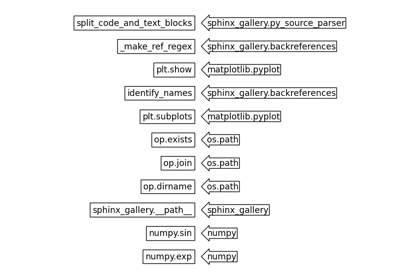 split_code_and_text_blocks sphinx_gallery.py_source_parser
_make_ref_regex sphinx_gallery.backreferences
plt.show matplotlib.pyplot
identify_names sphinx_gallery.backreferences
plt.subplots matplotlib.pyplot
op.exists os.path
op.join os.path
op.dirname os.path
sphinx_gallery.__path__ sphinx_gallery
numpy.sin numpy
numpy.exp numpy